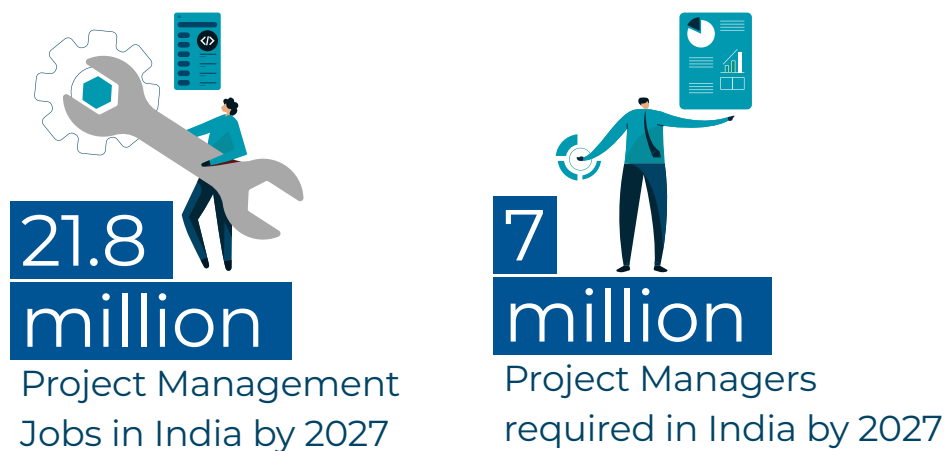 21.8
million
Project Management
Jobs in India by 2027
7
million
Project Managers
required in India by 2027